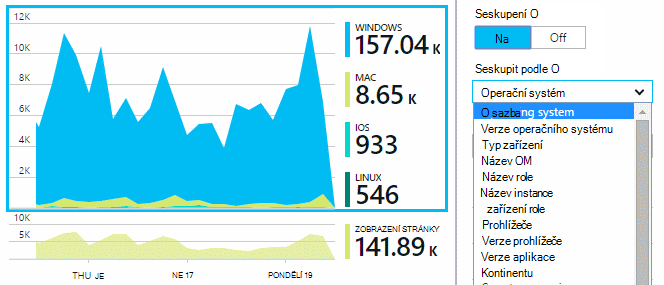 12K
10K
8K
6K
4K
2K
WINDOWS
157.04 K
MAC
8.65 K
IOS
933
LINUX
546
10K
5K
ZOBRAZENÍ STRÁNKY
141.89 K
THU JE
NE 17
PONDĚLÍ 19
Seskupení O
Na
Off
Seskupit podle O
Operační systém
O sazbang system
Verze operačního systému
Typ zařízení
Název OM
Název role
Název instance
zařízení role
Prohlížeče
Verze prohlížeče
Verze aplikace
Kontinentu